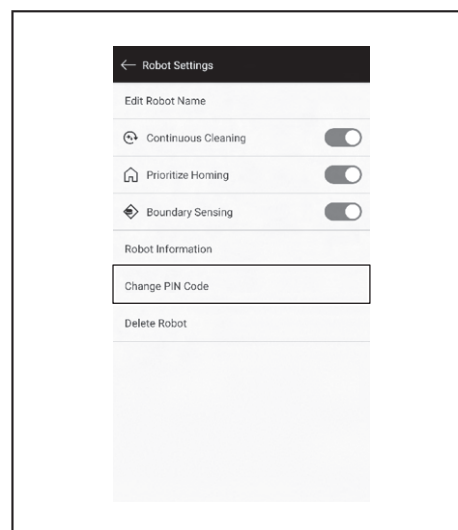 Robot Settings
Edit Robot Name
Continuous Cleaning
Prioritize Homing
Boundary Sensing
Robot Information
Change PIN Code
Delete Robot